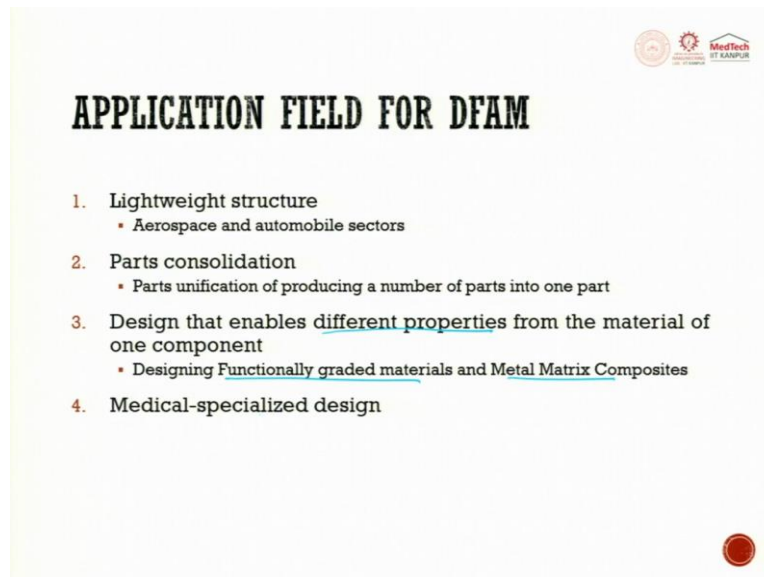 MedTech
IIT KANPUR
APPLICATION FIELD FOR DFAM
1. Lightweight structure
▪ Aerospace and automobile sectors
2. Parts consolidation
▪ Parts unification of producing a number of parts into one part
3. Design that enables different properties from the material of
one component
▪ Designing Functionally graded materials and Metal Matrix Composites
4. Medical-specialized design